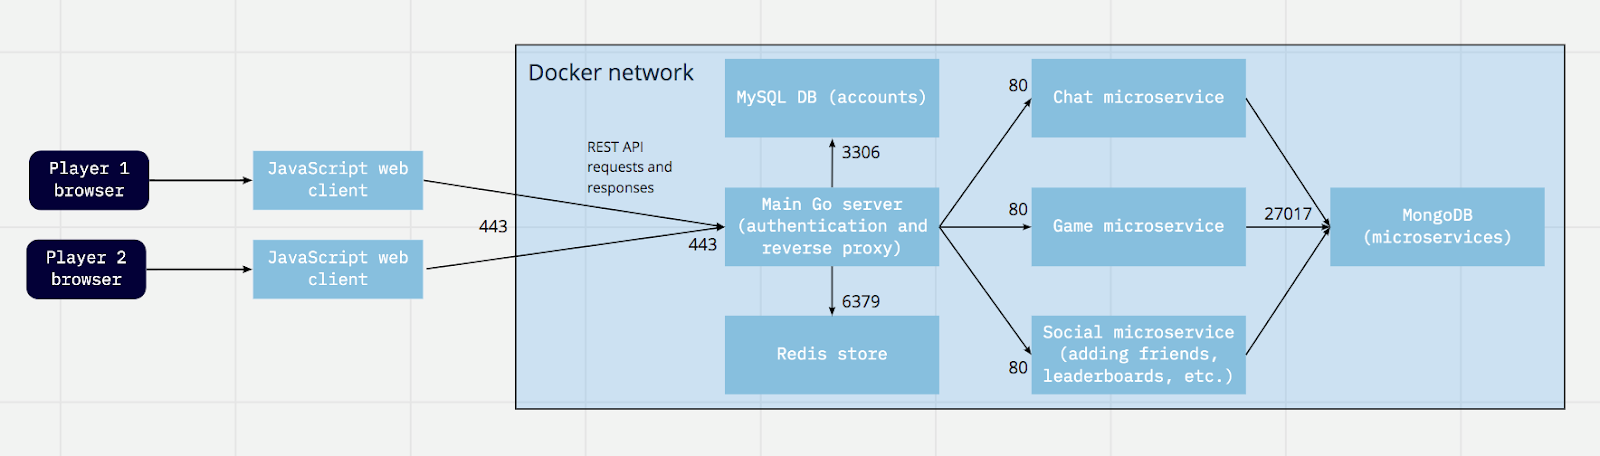 Docker network
MySQL DB (accounts)
80
Chat microservice
REST API
requests and
responses
3306
Player 1
browser
JavaScript web
client
443
443
Main Go server
(authentication and
reverse proxy)
80
Game microservice
27017
MongoDB
(microservices)
Player 2
browser
JavaScript web
client
6379
Redis store
80
Social microservice
(adding friends,
leaderboards, etc.)